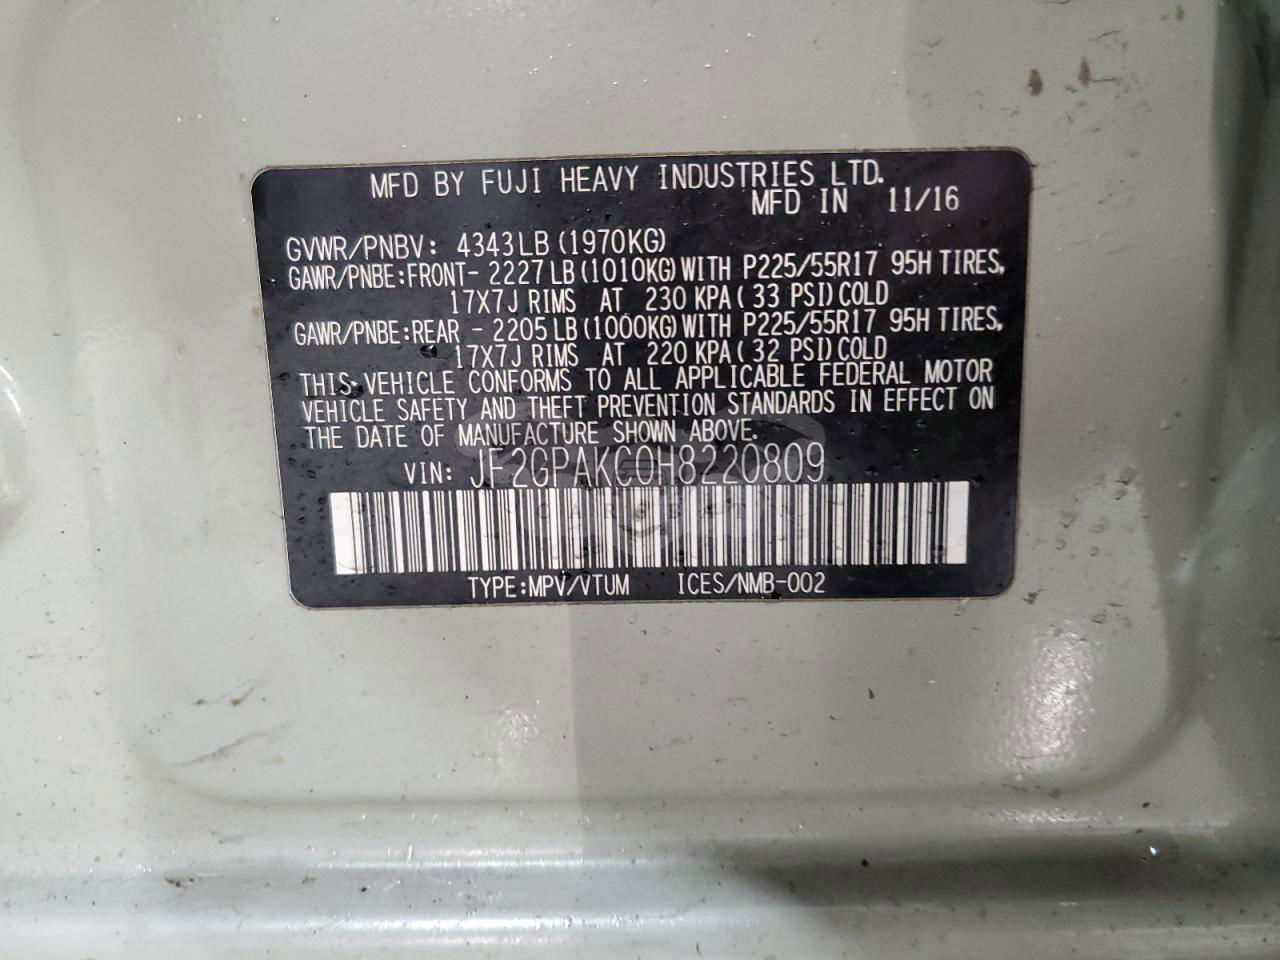 MFD BY FUJI HEAVY INDUSTRIES LTD.
MFD IN 11/16
GVWR/PNBV: 4343LB(1970KG)
GAWR/PNBE:FRONT- 2227LB(1010KG)WITH P225/55R17 95H TIRES,
17X7J RIMS AT 230 KPA( 33 PSI)COLD
GAWR/PNBE:REAR - 2205LB(1000KG)WITH P225/55R17 95H TIRES,
17X7J RIMS AT 220 KPA( 32 PSI)COLD
THIS VEHICLE CONFORMS TO ALL APPLICABLE FEDERAL MOTOR
VEHICLE SAFETY AND THEFT PREVENTION STANDARDS IN EFFECT ON
THE DATE OF MANUFACTURE SHOWN ABOVE.
VIN: JF2GPAKC0H8220809
TYPE:MPV/VTUM ICES/NMB-002